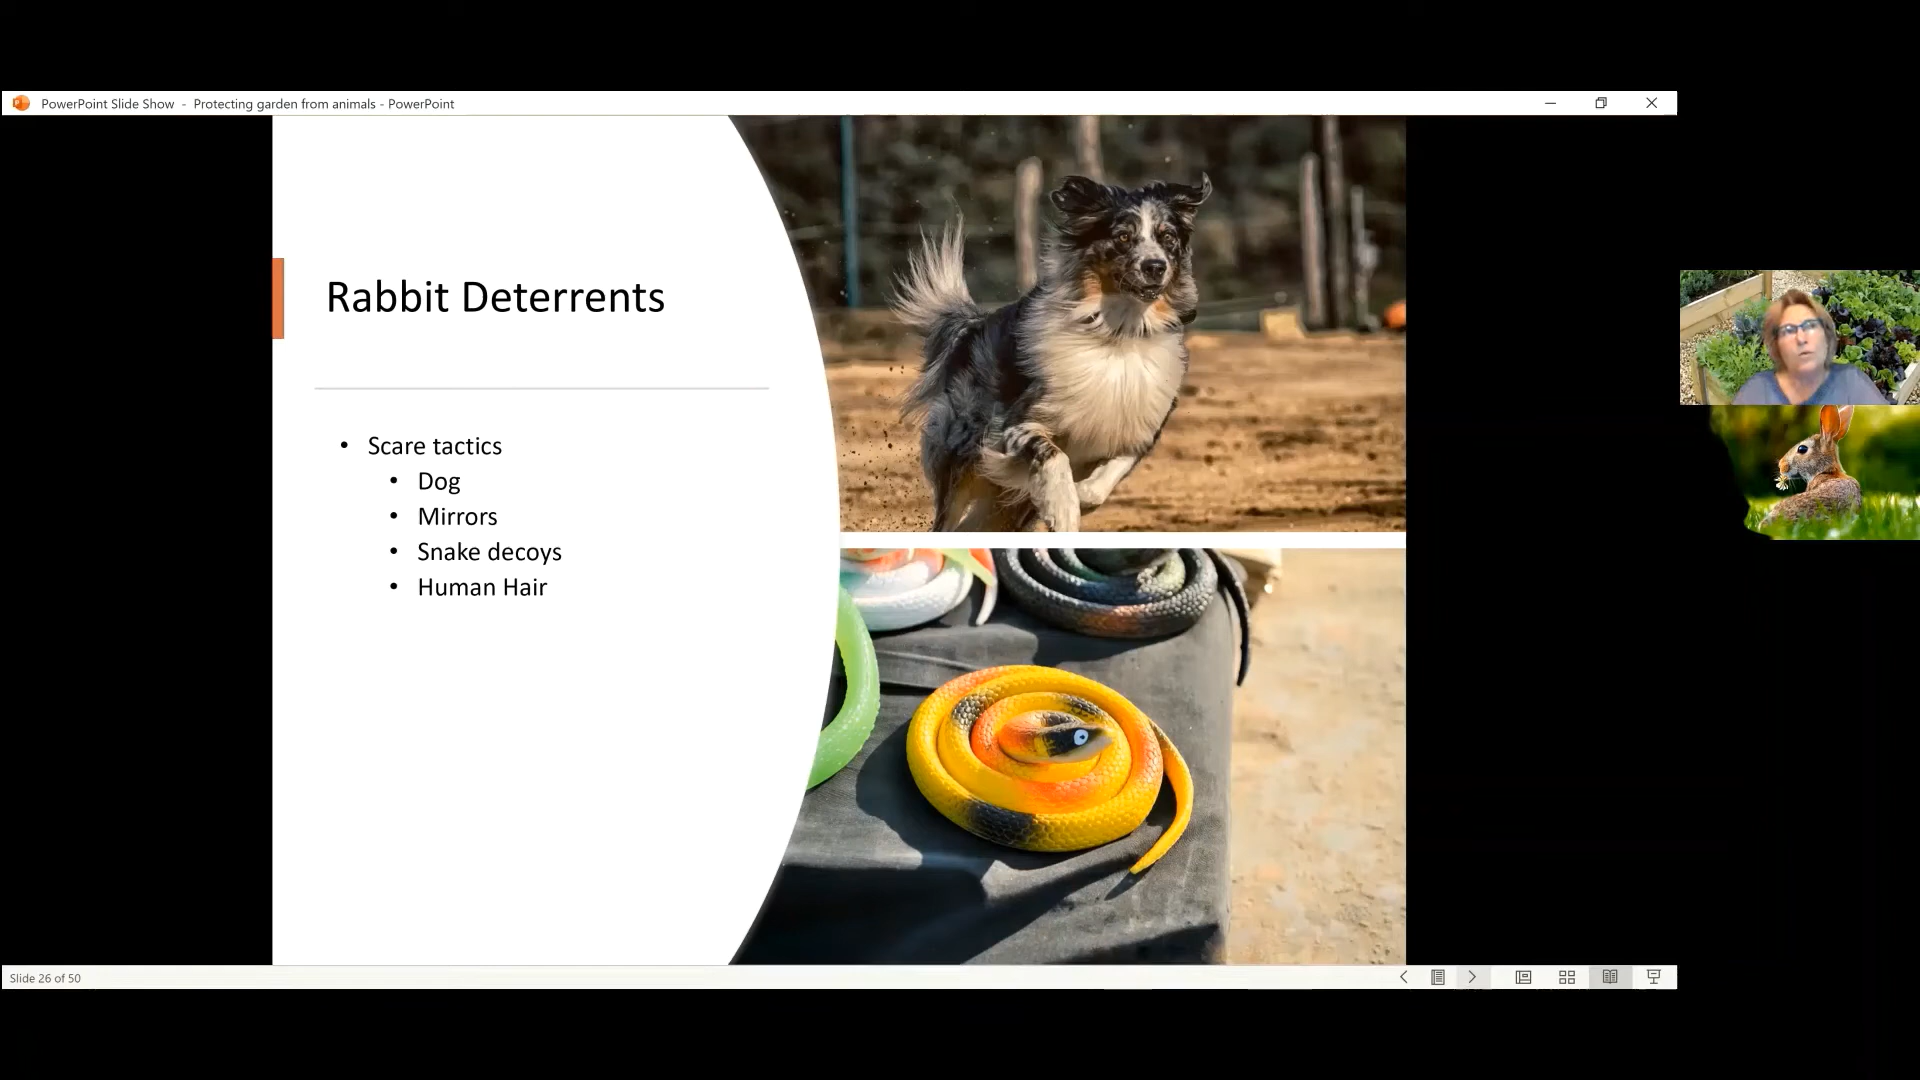 PowerPoint Slide Show - Protecting garden from animals - PowerPoint
Rabbit Deterrents
• Scare tactics
• Dog
• Mirrors
• Snake decoys
• Human Hair
Slide 26 of 50